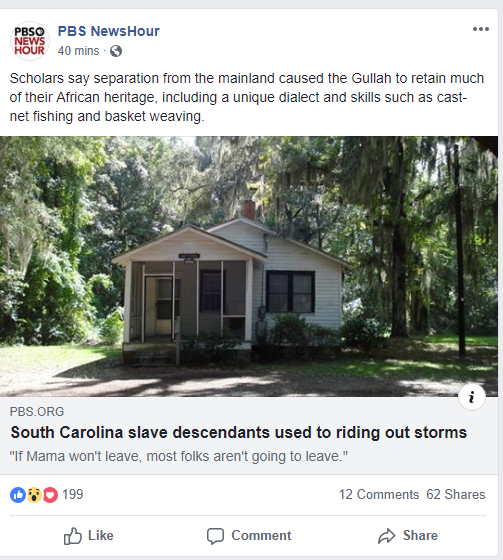 PBS
NEWS
HOUR
PBS NewsHour
40 mins ·
Scholars say separation from the mainland caused the Gullah to retain much
of their African heritage, including a unique dialect and skills such as cast-
net fishing and basket weaving.
i
PBS.ORG
South Carolina slave descendants used to riding out storms
"If Mama won't leave, most folks aren't going to leave."
199
12 Comments 62 Shares
Like
Comment
Share